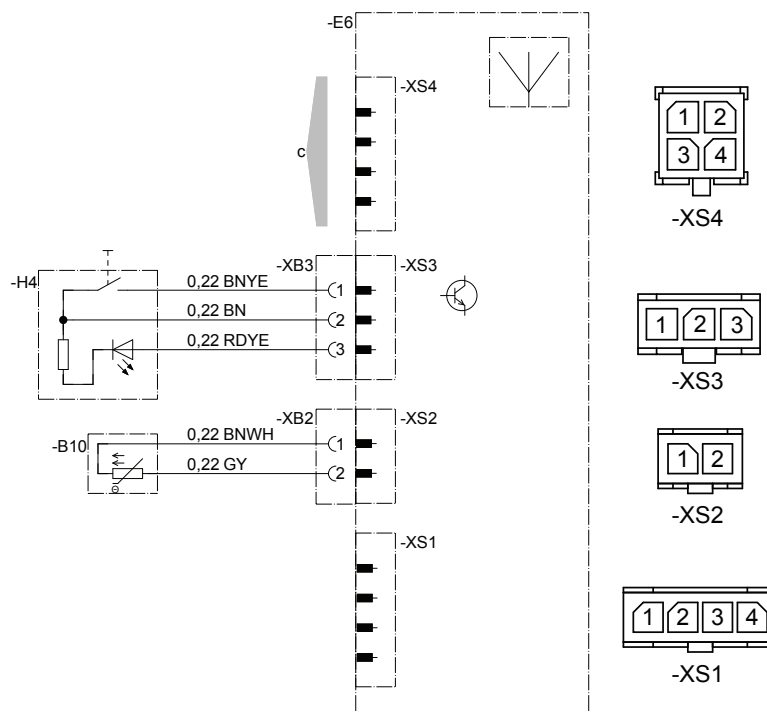 -E6
-XS4
c
1 2
3 4
-XS4
-H4
-XB3
-XS3
0,22 BNYE
1
0,22 BN
2
0,22 RDYE
3
1 2 3
-XS3
-B10
-XB2
-XS2
0,22 BNWH
1
0,22 GY
2
Θ
1 2
-XS2
-XS1
1 2 3 4
-XS1